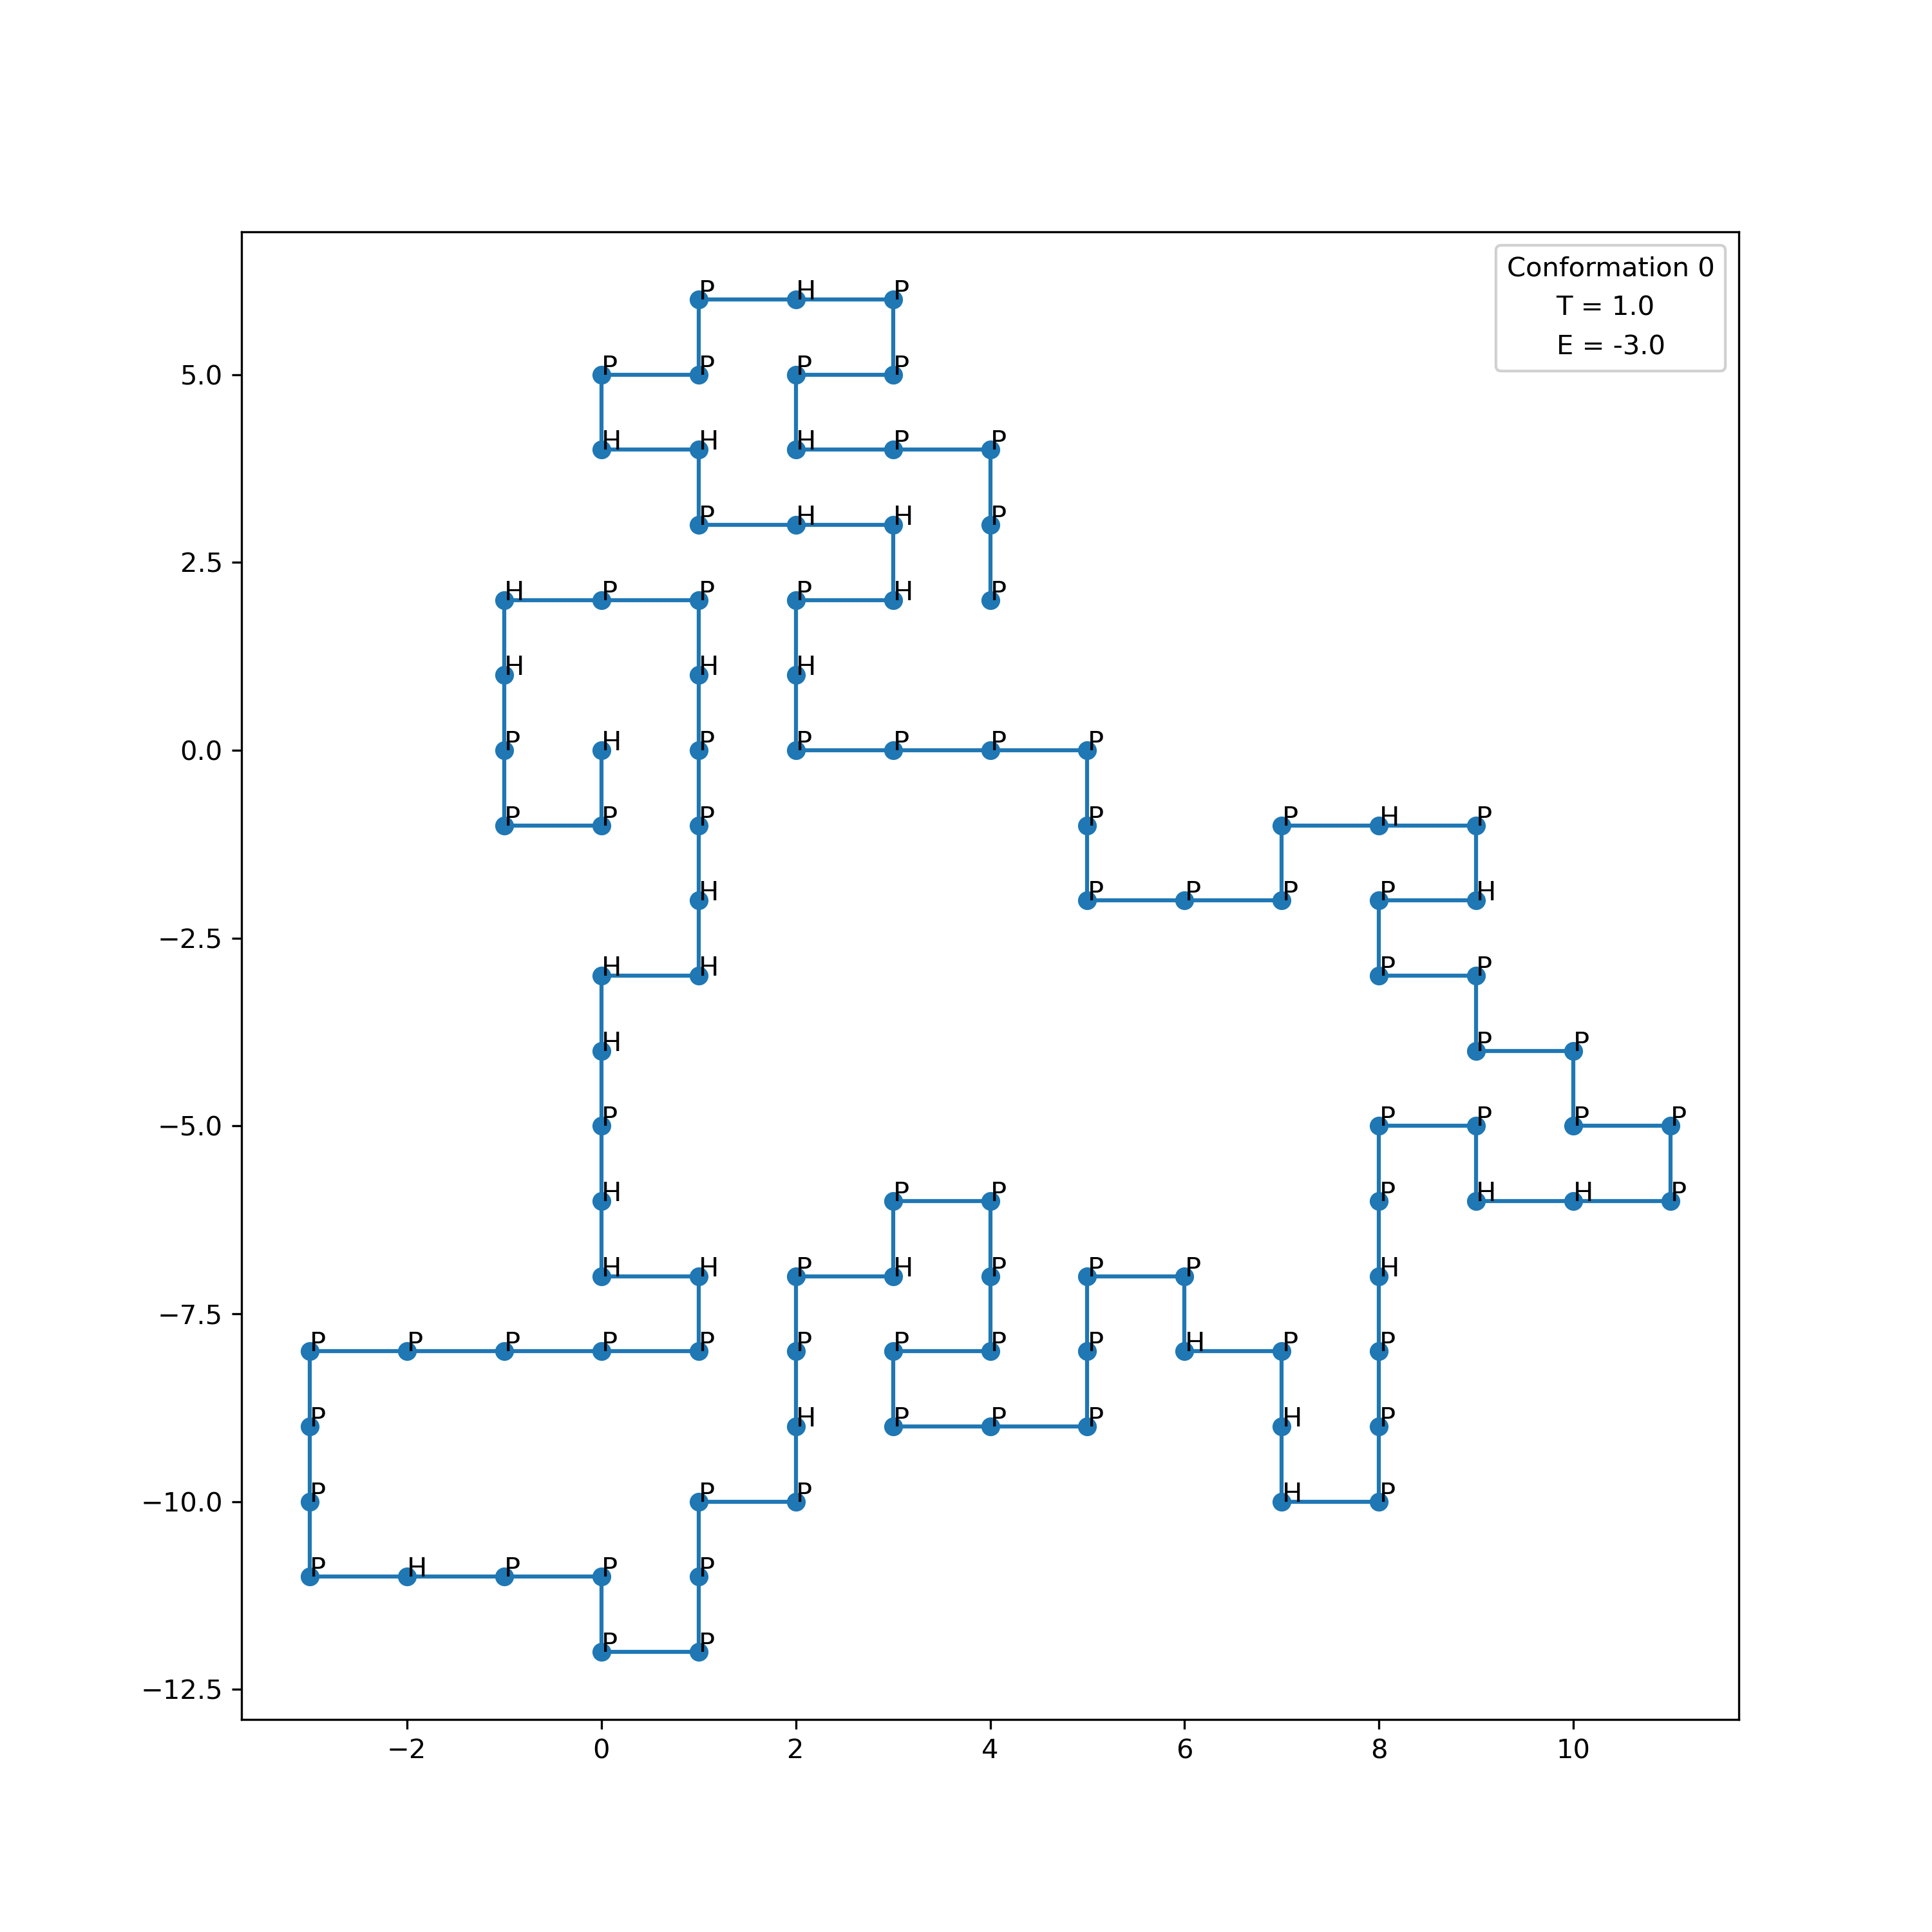 Conformation 0
T = 1.0
E = -3.0
P H P
5.0 P P P P
H H H P P
P H H P
2.5
H P P P H P
H H H
0.0 P H P P P P P
P P P P P H P
H P P P P H
−2.5
H H P P
H P P
−5.0 P P P P P
H P P P H H P
H H P H P P P H
−7.5
P P P P P P P P P H P P
P H P P P H P
−10.0 P P P H P
P H P P P
P P
−12.5
−2 0 2 4 6 8 10